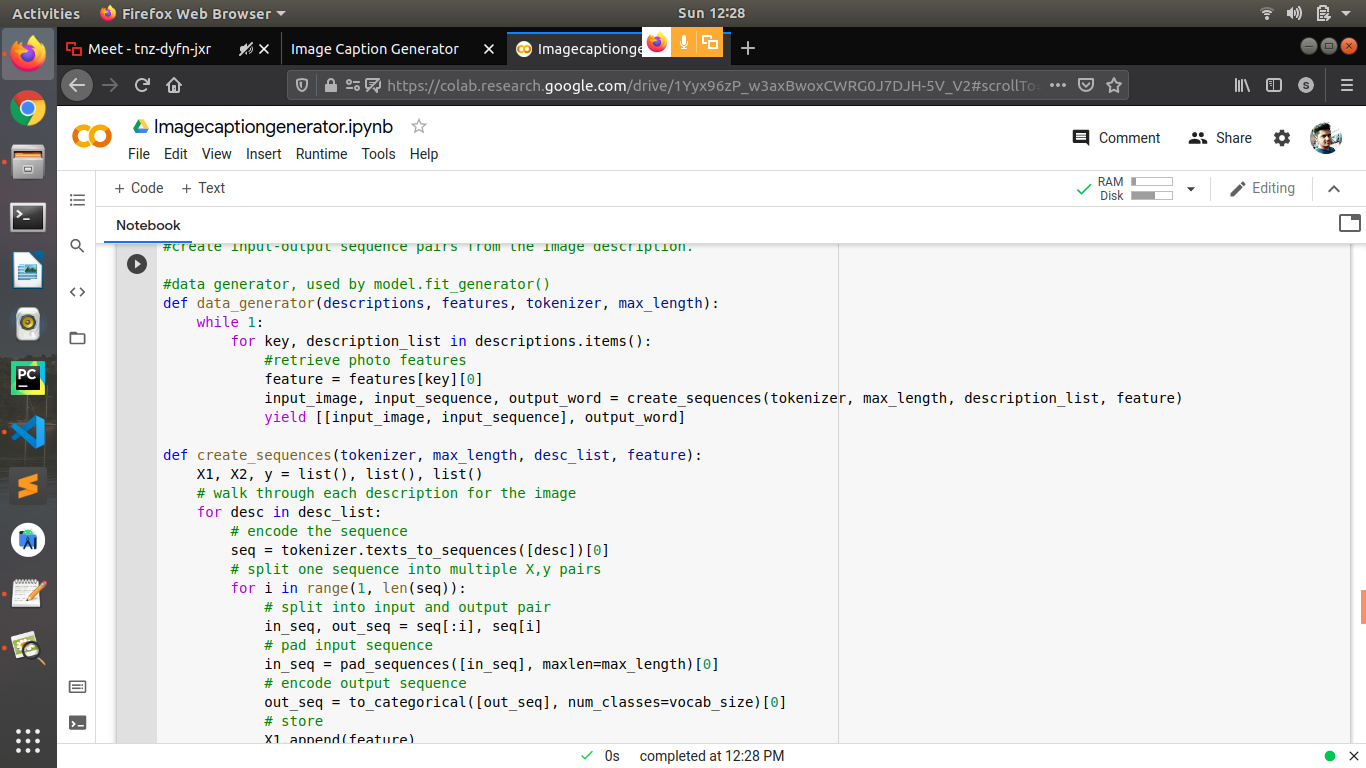 Activities
Firefox Web Browser
Sun 12:28
Meet - tnz-dyfn-jxr
Image Caption Generator
Imagecaptionge
https://colab.research.google.com/drive/1Yyx96zP_w3axBwoxCWRG0J7DJH-5V_V2#scrollTo
S
Imagecaptiongenerator.ipynb
Comment
Share
File Edit View Insert Runtime Tools Help
+ Code + Text
RAM
Disk
Editing
Notebook
#create input-output sequence pairs from the image description.
#data generator, used by model.fit_generator()
def data_generator(descriptions, features, tokenizer, max_length):
    while 1:
        for key, description_list in descriptions.items():
            #retrieve photo features
            feature = features[key][0]
            input_image, input_sequence, output_word = create_sequences(tokenizer, max_length, description_list, feature)
            yield [[input_image, input_sequence], output_word]
def create_sequences(tokenizer, max_length, desc_list, feature):
    X1, X2, y = list(), list(), list()
    # walk through each description for the image
    for desc in desc_list:
        # encode the sequence
        seq = tokenizer.texts_to_sequences([desc])[0]
        # split one sequence into multiple X,y pairs
        for i in range(1, len(seq)):
            # split into input and output pair
            in_seq, out_seq = seq[:i], seq[i]
            # pad input sequence
            in_seq = pad_sequences([in_seq], maxlen=max_length)[0]
            # encode output sequence
            out_seq = to_categorical([out_seq], num_classes=vocab_size)[0]
            # store
            X1.append(feature)
PC
0s completed at 12:28 PM